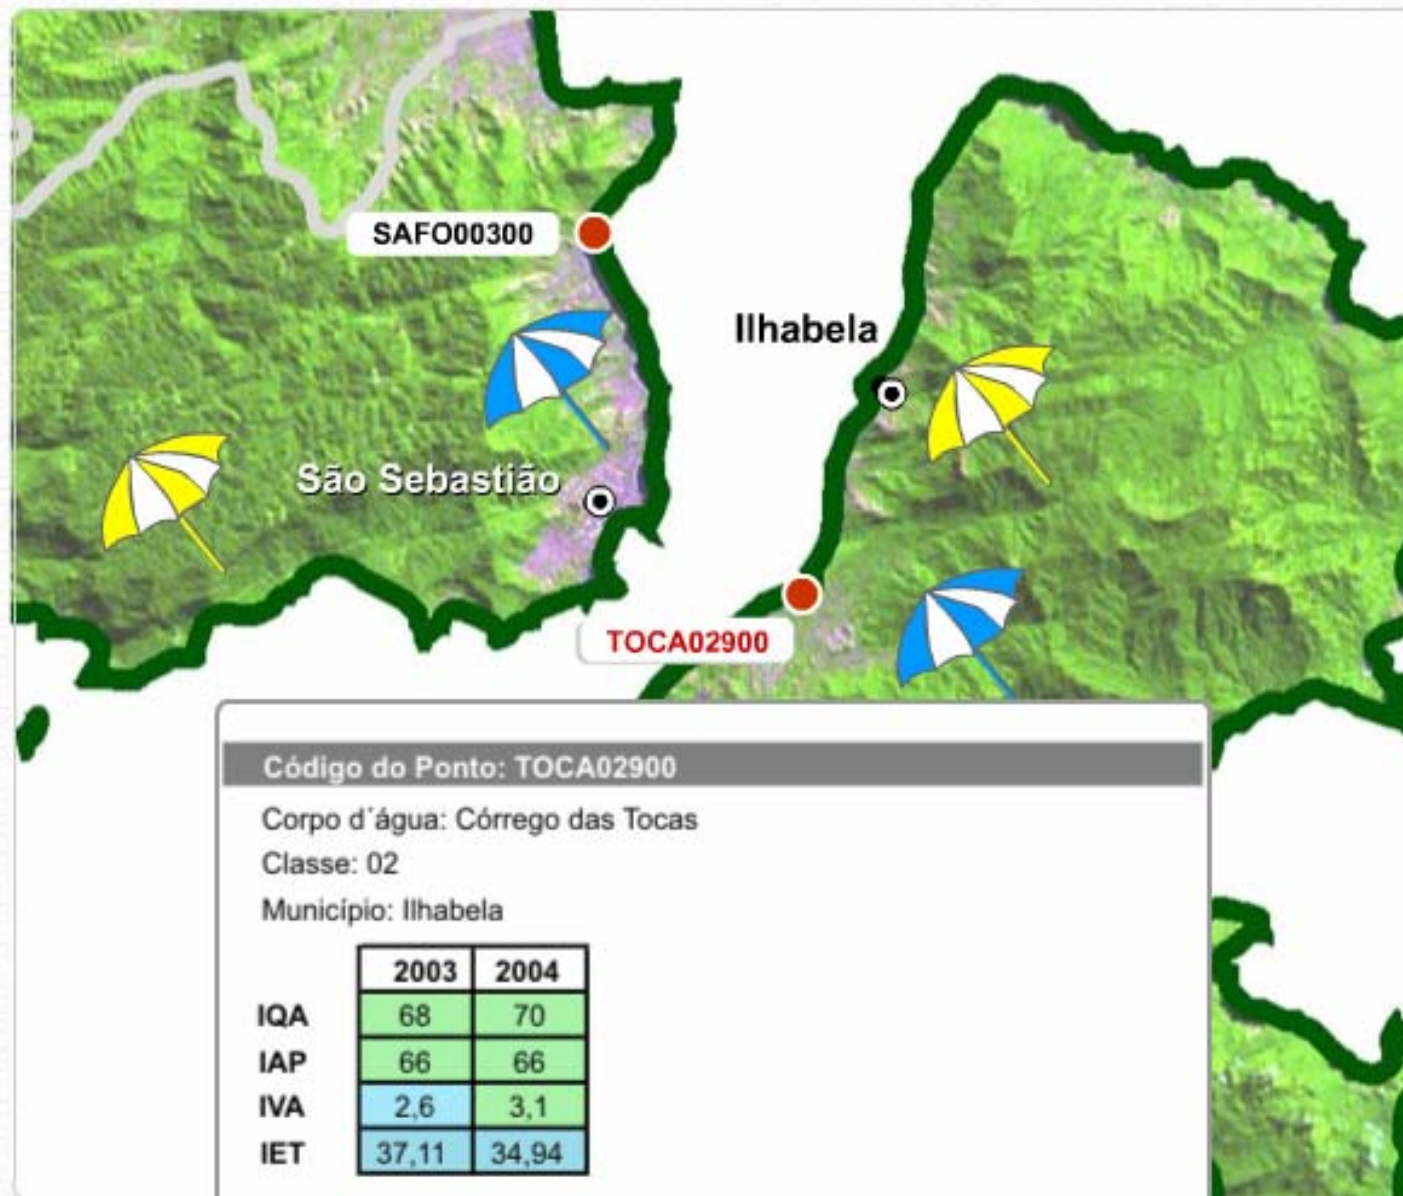 SAFO00300
Ilhabela
São Sebastião
TOCA02900
Código do Ponto: TOCA02900
Corpo d´água: Córrego das Tocas
Classe: 02
Município: Ilhabela
2003 2004
IQA 68 70
IAP 66 66
IVA 2,6 3,1
IET 37,11 34,94